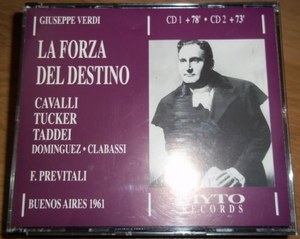 GIUSEPPE VERDI
CD 1 +78' • CD 2 +73'
LA FORZA
DEL DESTINO
CAVALLI
TUCKER
TADDEI
DOMINGUEZ • CLABASSI
F. PREVITALI
BUENOS AIRES 1961
MYTO
RECORDS